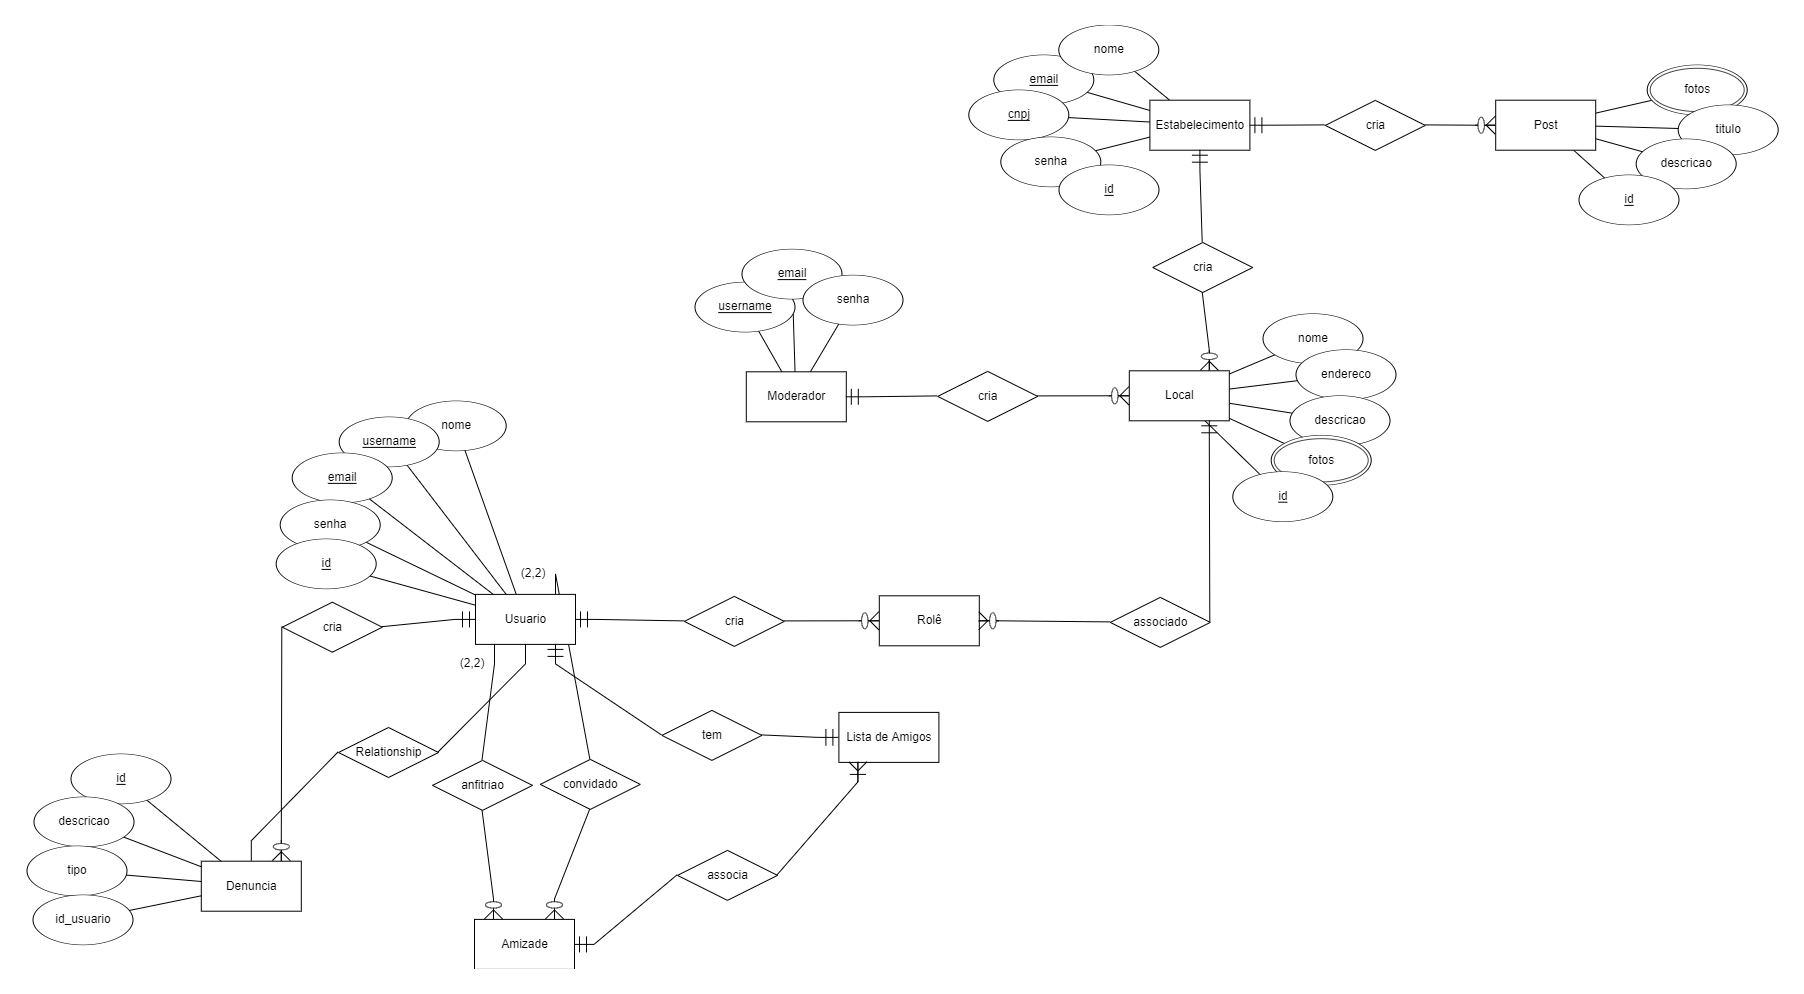 nome
email
cnpj
senha
id
Estabelecimento
cria
Post
fotos
titulo
descricao
id
cria
username
email
senha
Moderador
cria
Local
nome
endereco
descricao
fotos
id
nome
username
email
senha
id
(2,2)
cria
Usuario
cria
Rolê
associado
(2,2)
Relationship
tem
Lista de Amigos
anfitriao
convidado
id
descricao
tipo
id_usuario
Denuncia
associa
Amizade